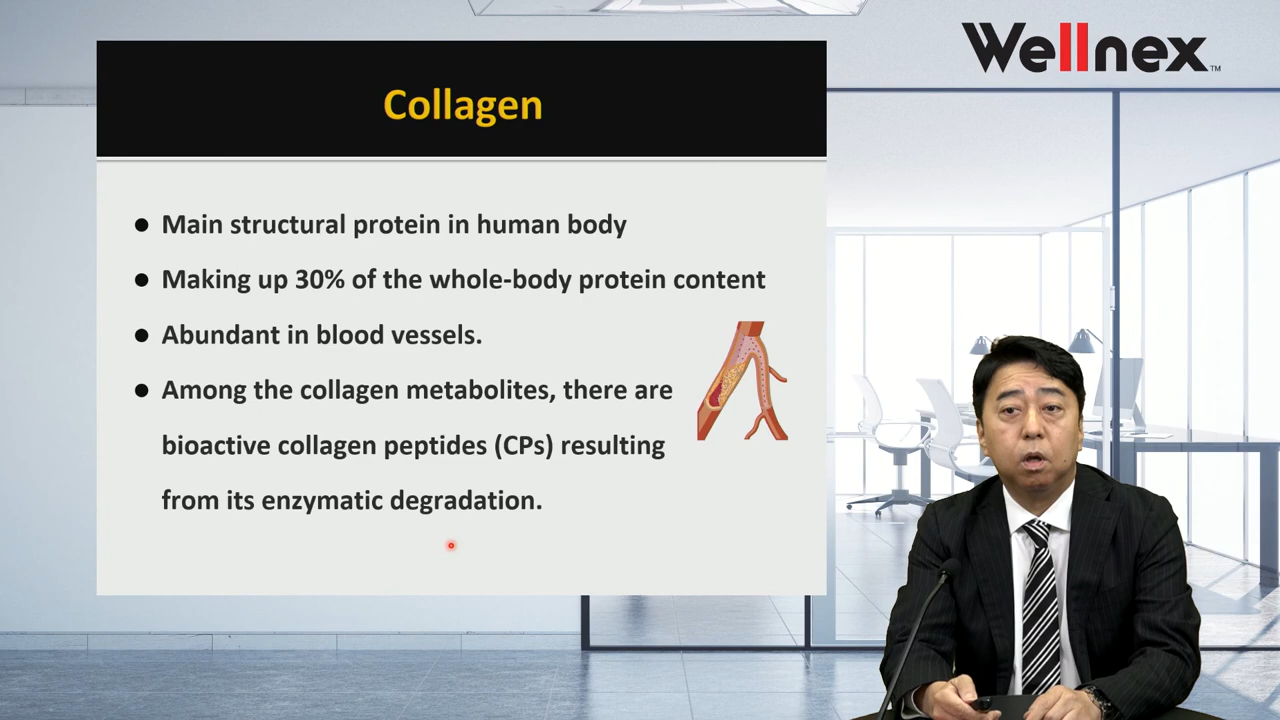 Wellnex™
Collagen
● Main structural protein in human body
● Making up 30% of the whole-body protein content
● Abundant in blood vessels.
● Among the collagen metabolites, there are
bioactive collagen peptides (CPs) resulting
from its enzymatic degradation.